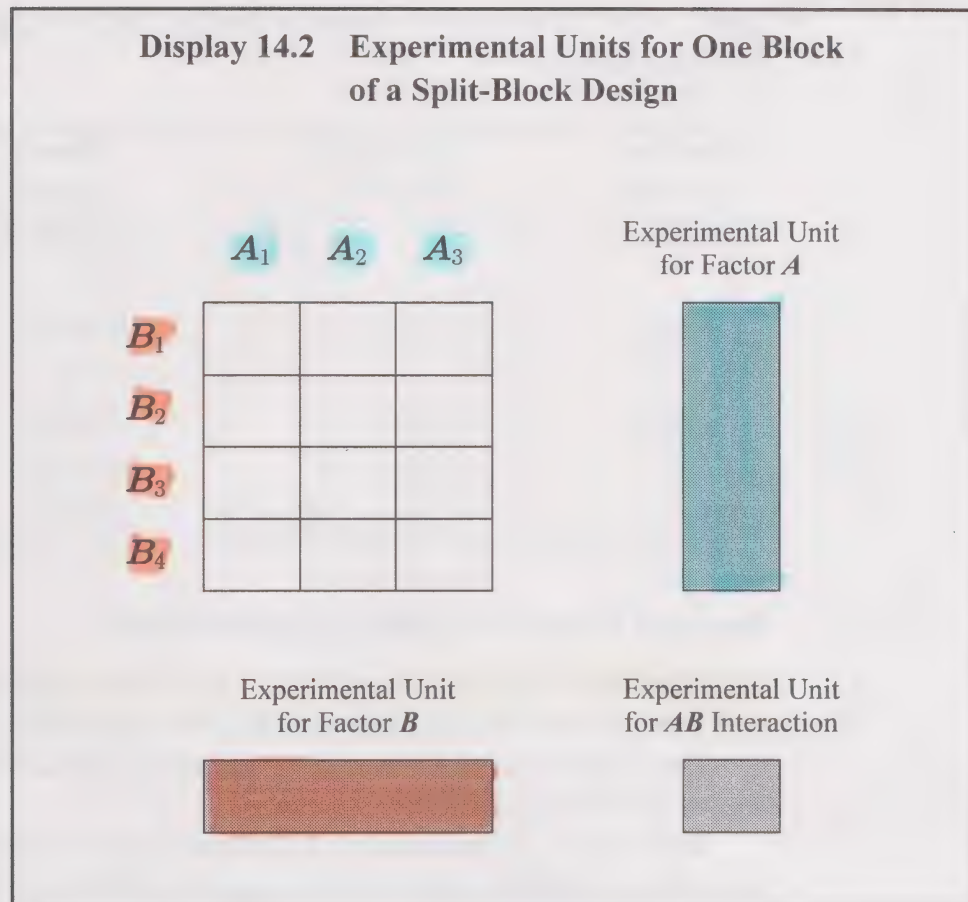 Display 14.2 Experimental Units for One Block
of a Split-Block Design
A₁ A₂ A₃
Experimental Unit
for Factor A
B₁
B₂
B₃
B₄
Experimental Unit
for Factor B
Experimental Unit
for AB Interaction